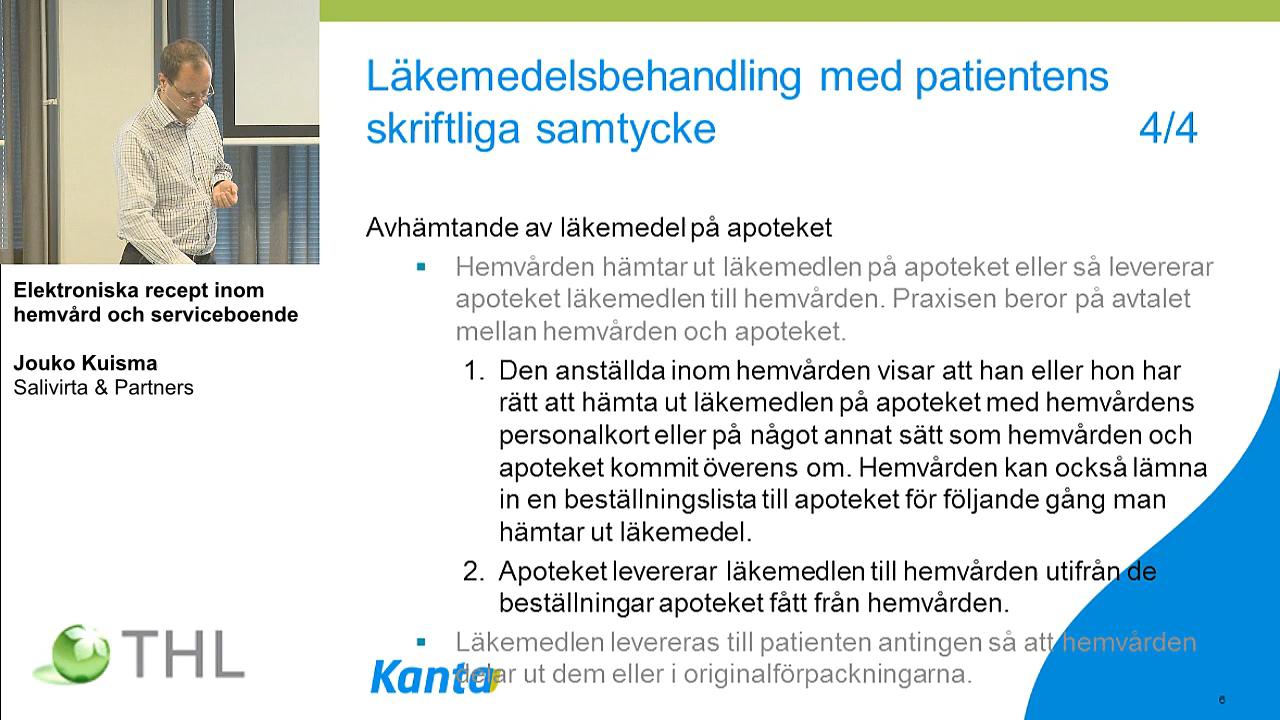 Läkemedelsbehandling med patientens
skriftliga samtycke 4/4
Avhämtande av läkemedel på apoteket
Hemvården hämtar ut läkemedlen på apoteket eller så levererar
apoteket läkemedlen till hemvården. Praxisen beror på avtalet
mellan hemvården och apoteket.
1. Den anställda inom hemvården visar att han eller hon har
rätt att hämta ut läkemedlen på apoteket med hemvårdens
personalkort eller på något annat sätt som hemvården och
apoteket kommit överens om. Hemvården kan också lämna
in en beställningslista till apoteket för följande gång man
hämtar ut läkemedel.
2. Apoteket levererar läkemedlen till hemvården utifrån de
beställningar apoteket fått från hemvården.
Läkemedlen levereras till patienten antingen så att hemvården
delar ut dem eller i originalförpackningarna.
Elektroniska recept inom
hemvård och serviceboende
Jouko Kuisma
Salivirta & Partners
THL
Kanta
6